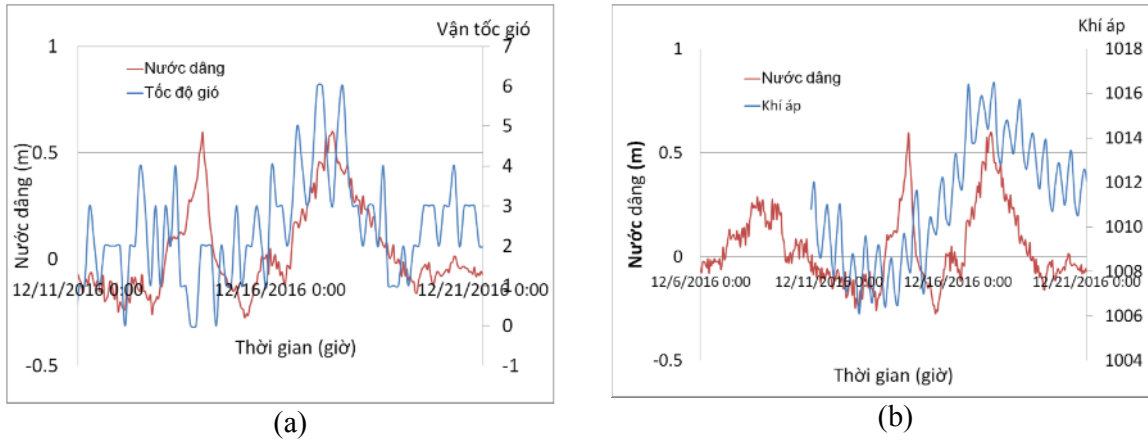 Vận tốc gió
1
7
Nước dâng
Tốc độ gió
6
5
0.5
4
3
Nước dâng (m)
2
0
1
12/11/2016 0:00
12/16/2016 0:00
12/21/2016 0:00
0
Thời gian (giờ)
-0.5
-1
(a)
Khí áp
1
1018
Nước dâng
Khí áp
1016
0.5
1014
1012
Nước dâng (m)
1010
0
1008
12/6/2016 0:00
12/11/2016 0:00
12/16/2016 0:00
12/21/2016 0:00
1006
Thời gian (giờ)
-0.5
1004
(b)